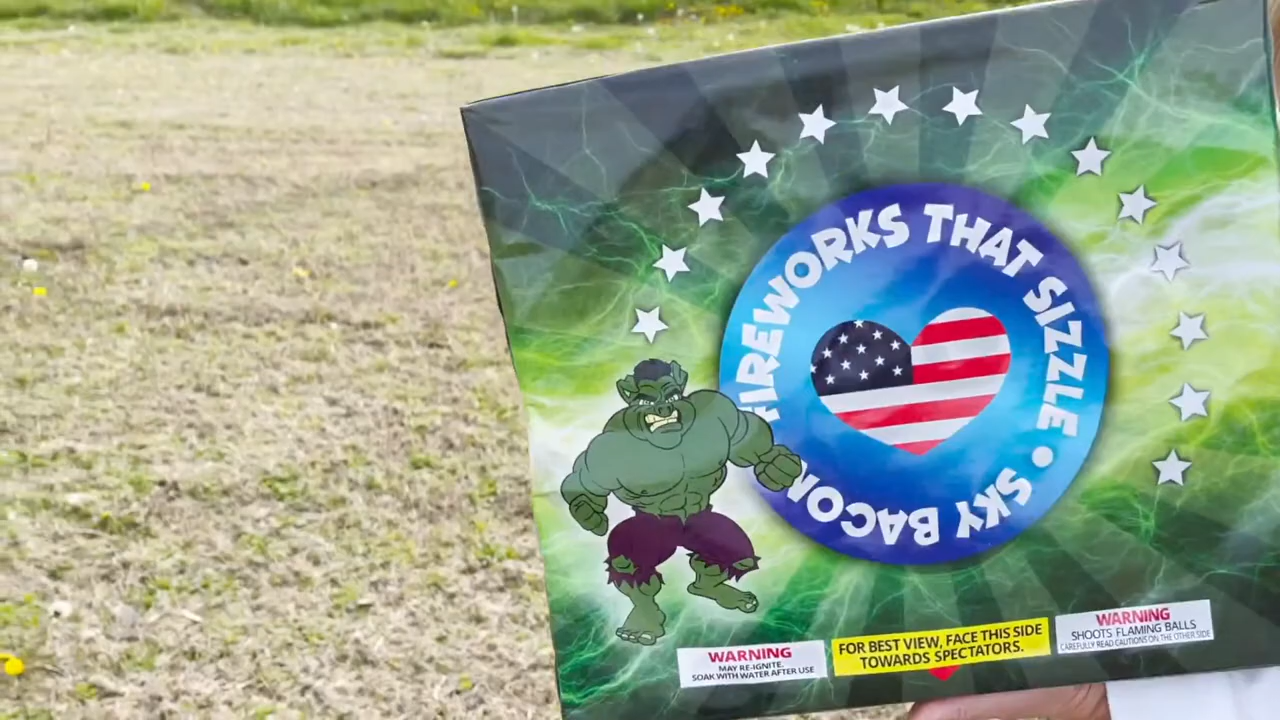 FIREWORKS THAT SIZZLE • SKY BACON
WARNING
MAY RE-IGNITE.
SOAK WITH WATER AFTER USE
FOR BEST VIEW, FACE THIS SIDE
TOWARDS SPECTATORS.
WARNING
SHOOTS FLAMING BALLS
CAREFULLY READ CAUTIONS ON THE OTHER SIDE